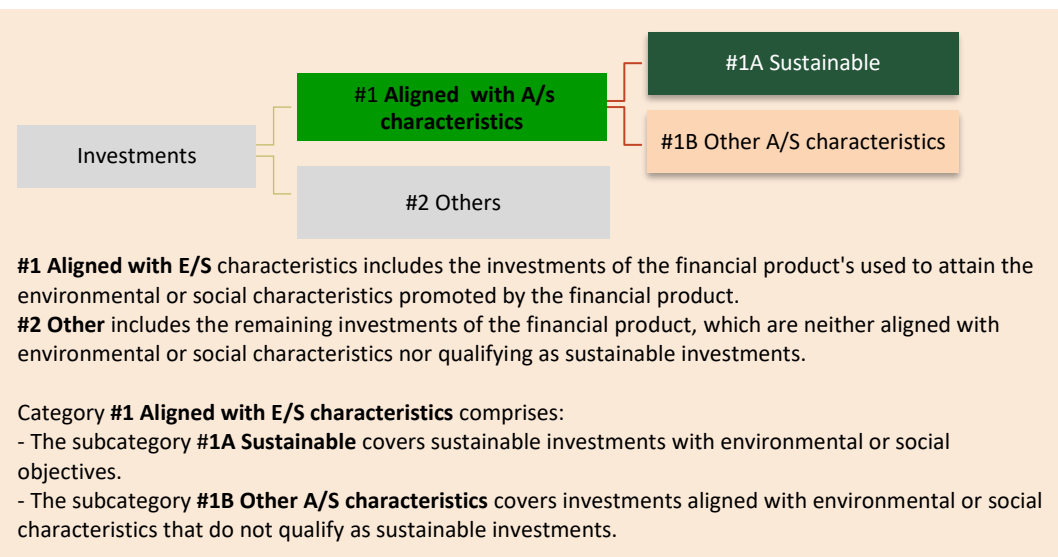 #1A Sustainable
#1 Aligned with A/s
characteristics
#1B Other A/S characteristics
Investments
#2 Others
#1 Aligned with E/S characteristics includes the investments of the financial product's used to attain the
environmental or social characteristics promoted by the financial product.
#2 Other includes the remaining investments of the financial product, which are neither aligned with
environmental or social characteristics nor qualifying as sustainable investments.
Category #1 Aligned with E/S characteristics comprises:
- The subcategory #1A Sustainable covers sustainable investments with environmental or social
objectives.
- The subcategory #1B Other A/S characteristics covers investments aligned with environmental or social
characteristics that do not qualify as sustainable investments.